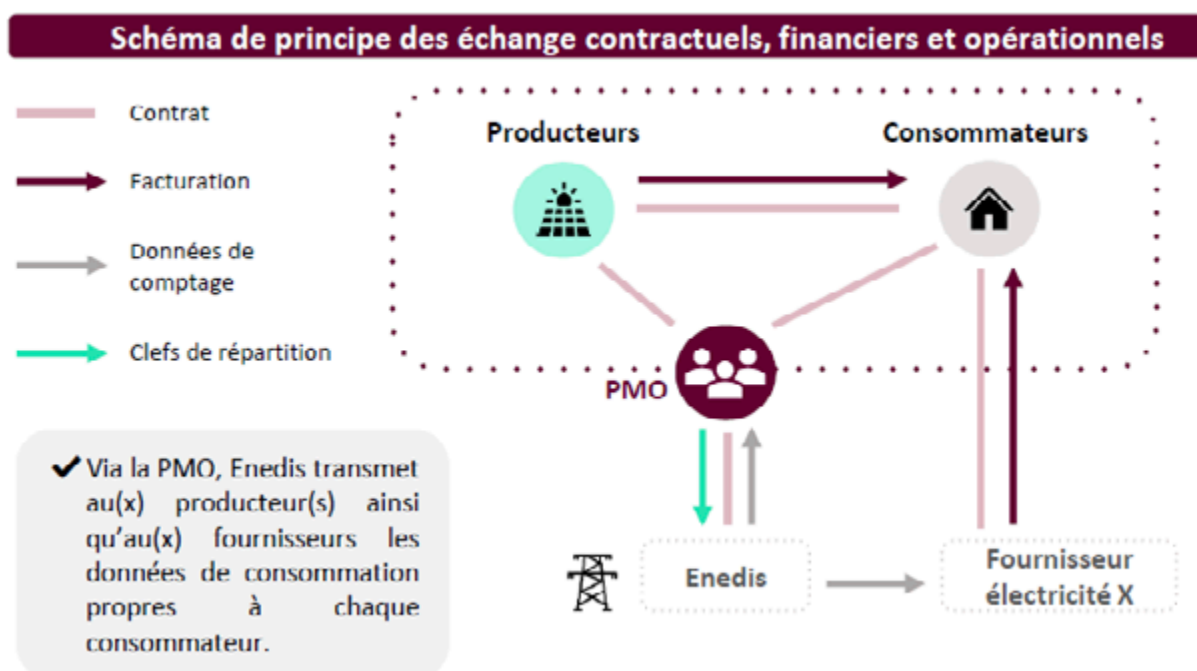 Schéma de principe des échange contractuels, financiers et opérationnels
Contrat
Facturation
Données de
comptage
Clefs de répartition
Producteurs
Consommateurs
PMO
✔ Via la PMO, Enedis transmet
au(x) producteur(s) ainsi
qu'au(x) fournisseurs les
données de consommation
propres à chaque
consommateur.
Enedis
Fournisseur
électricité X